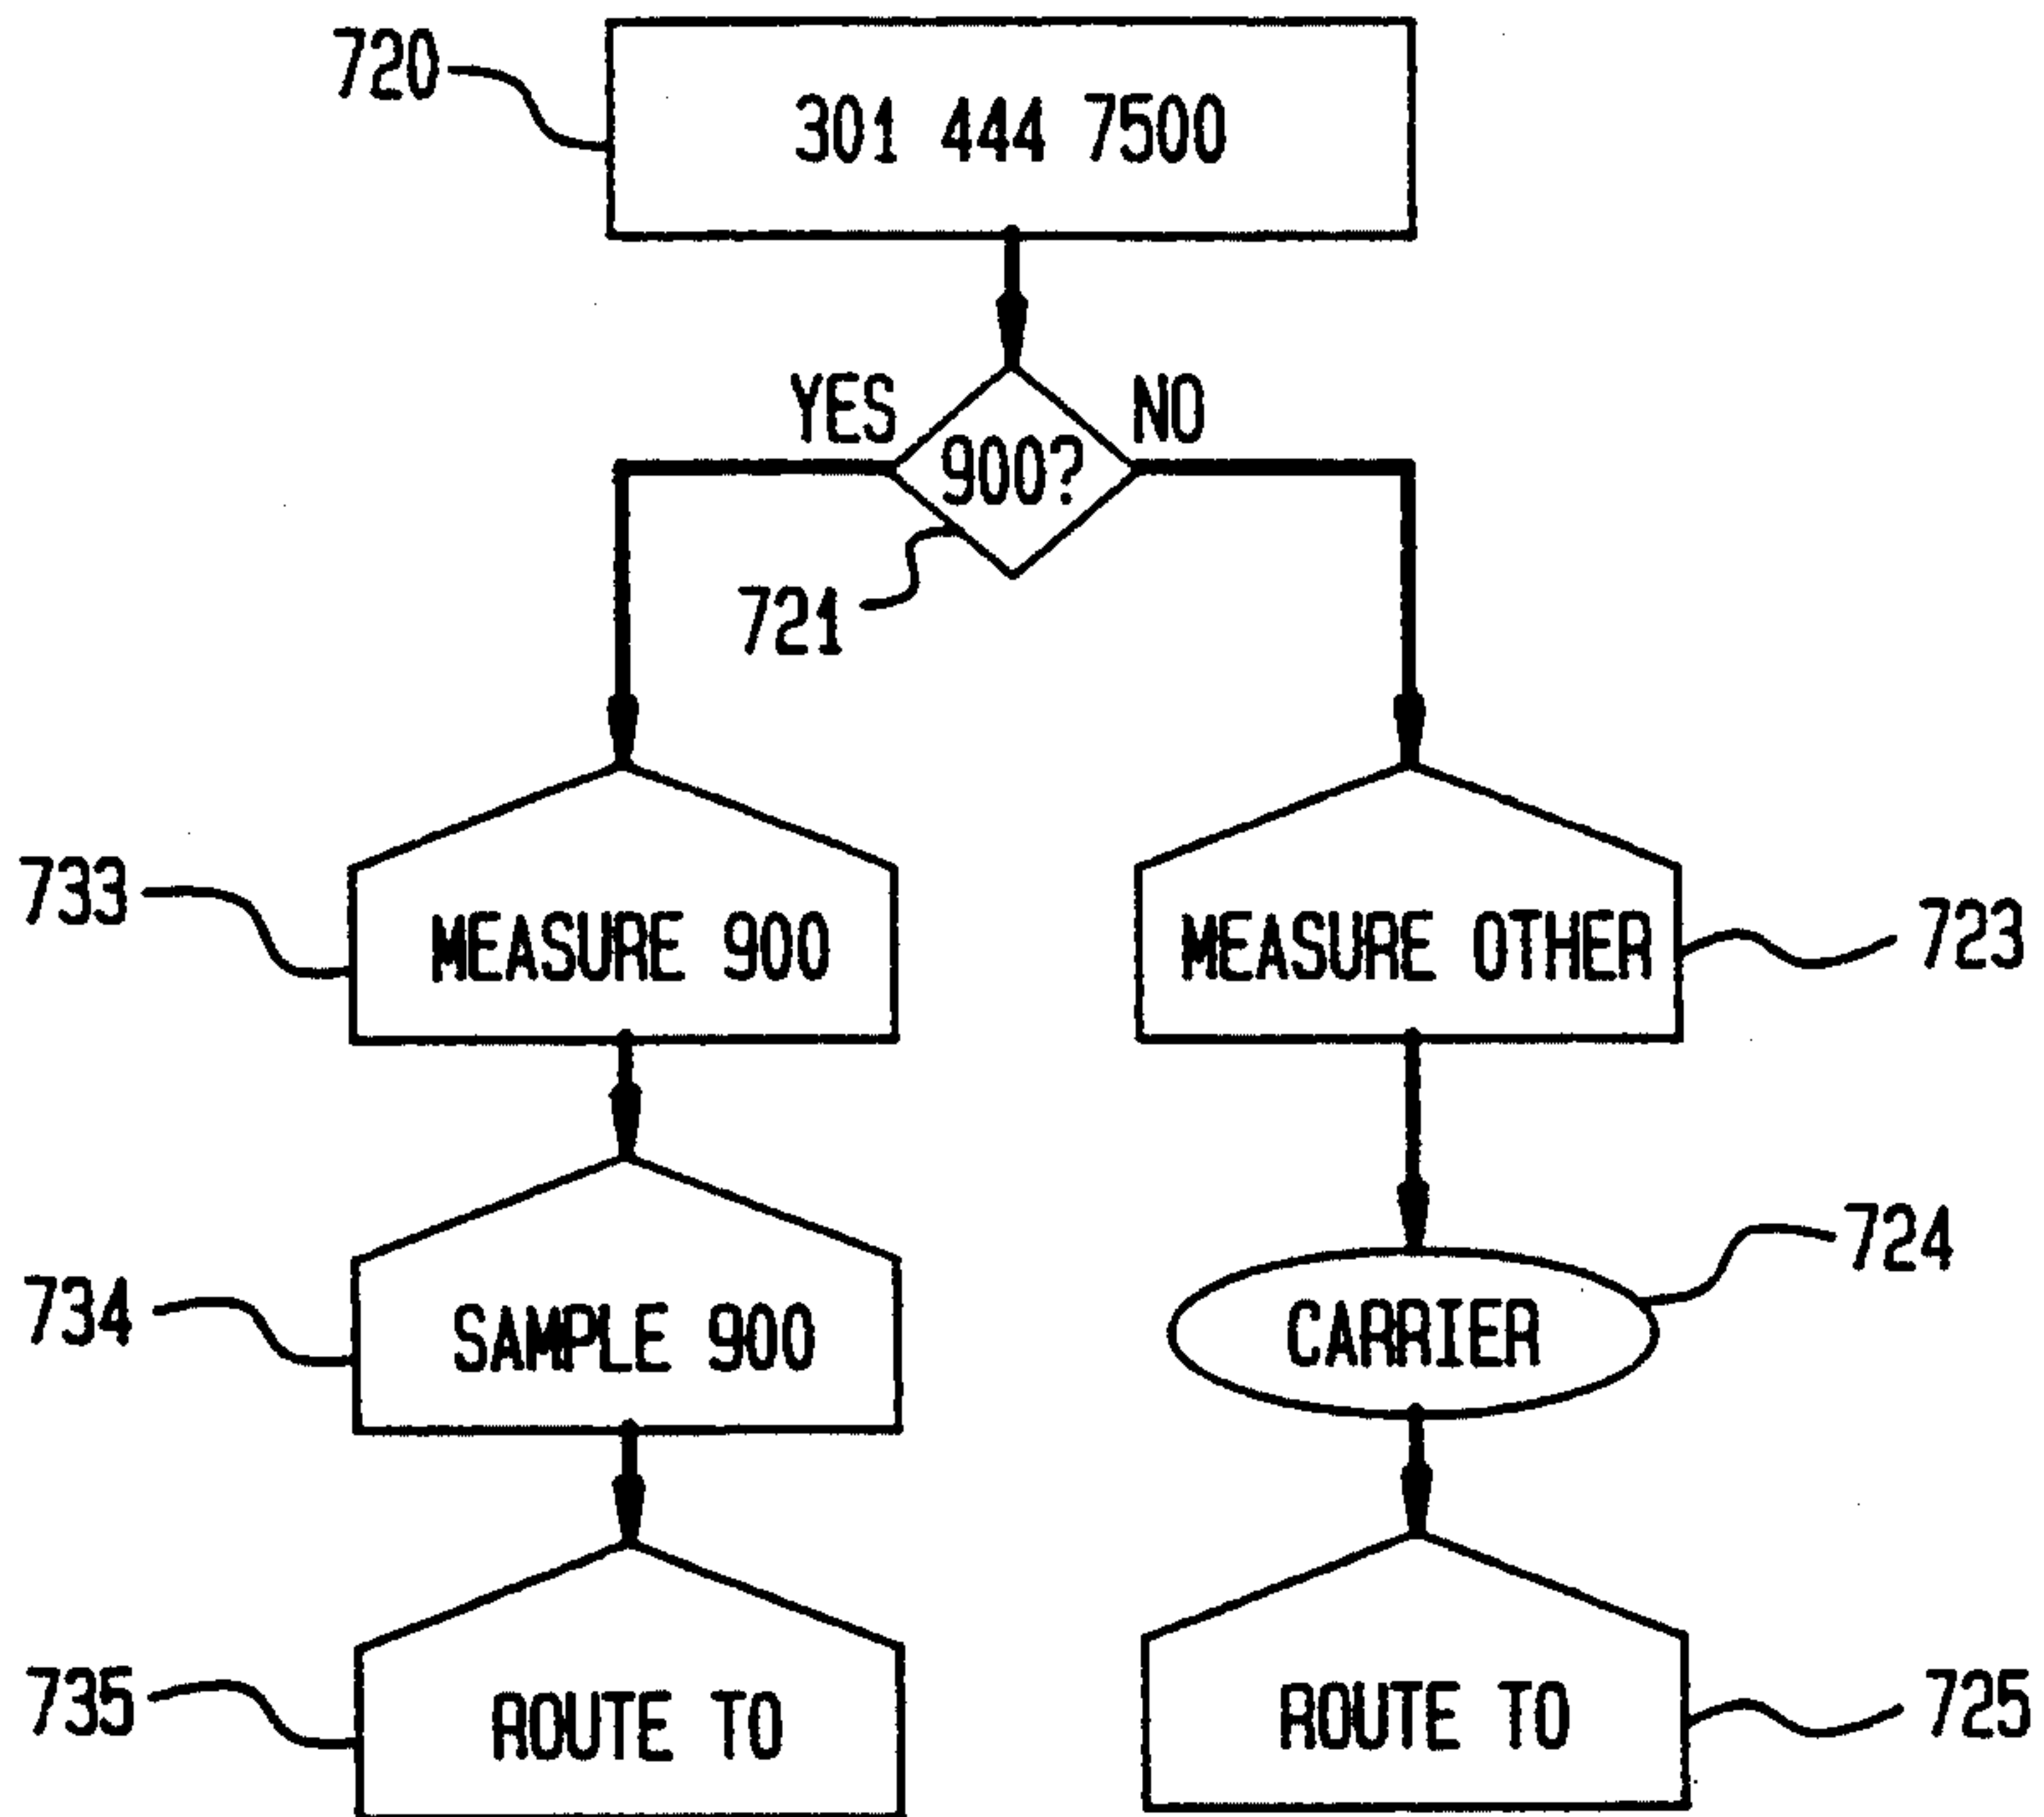 720
301 444 7500
YES
NO
900?
721
733
MEASURE 900
MEASURE OTHER
723
734
SAMPLE 900
CARRIER
724
735
ROUTE TO
ROUTE TO
725